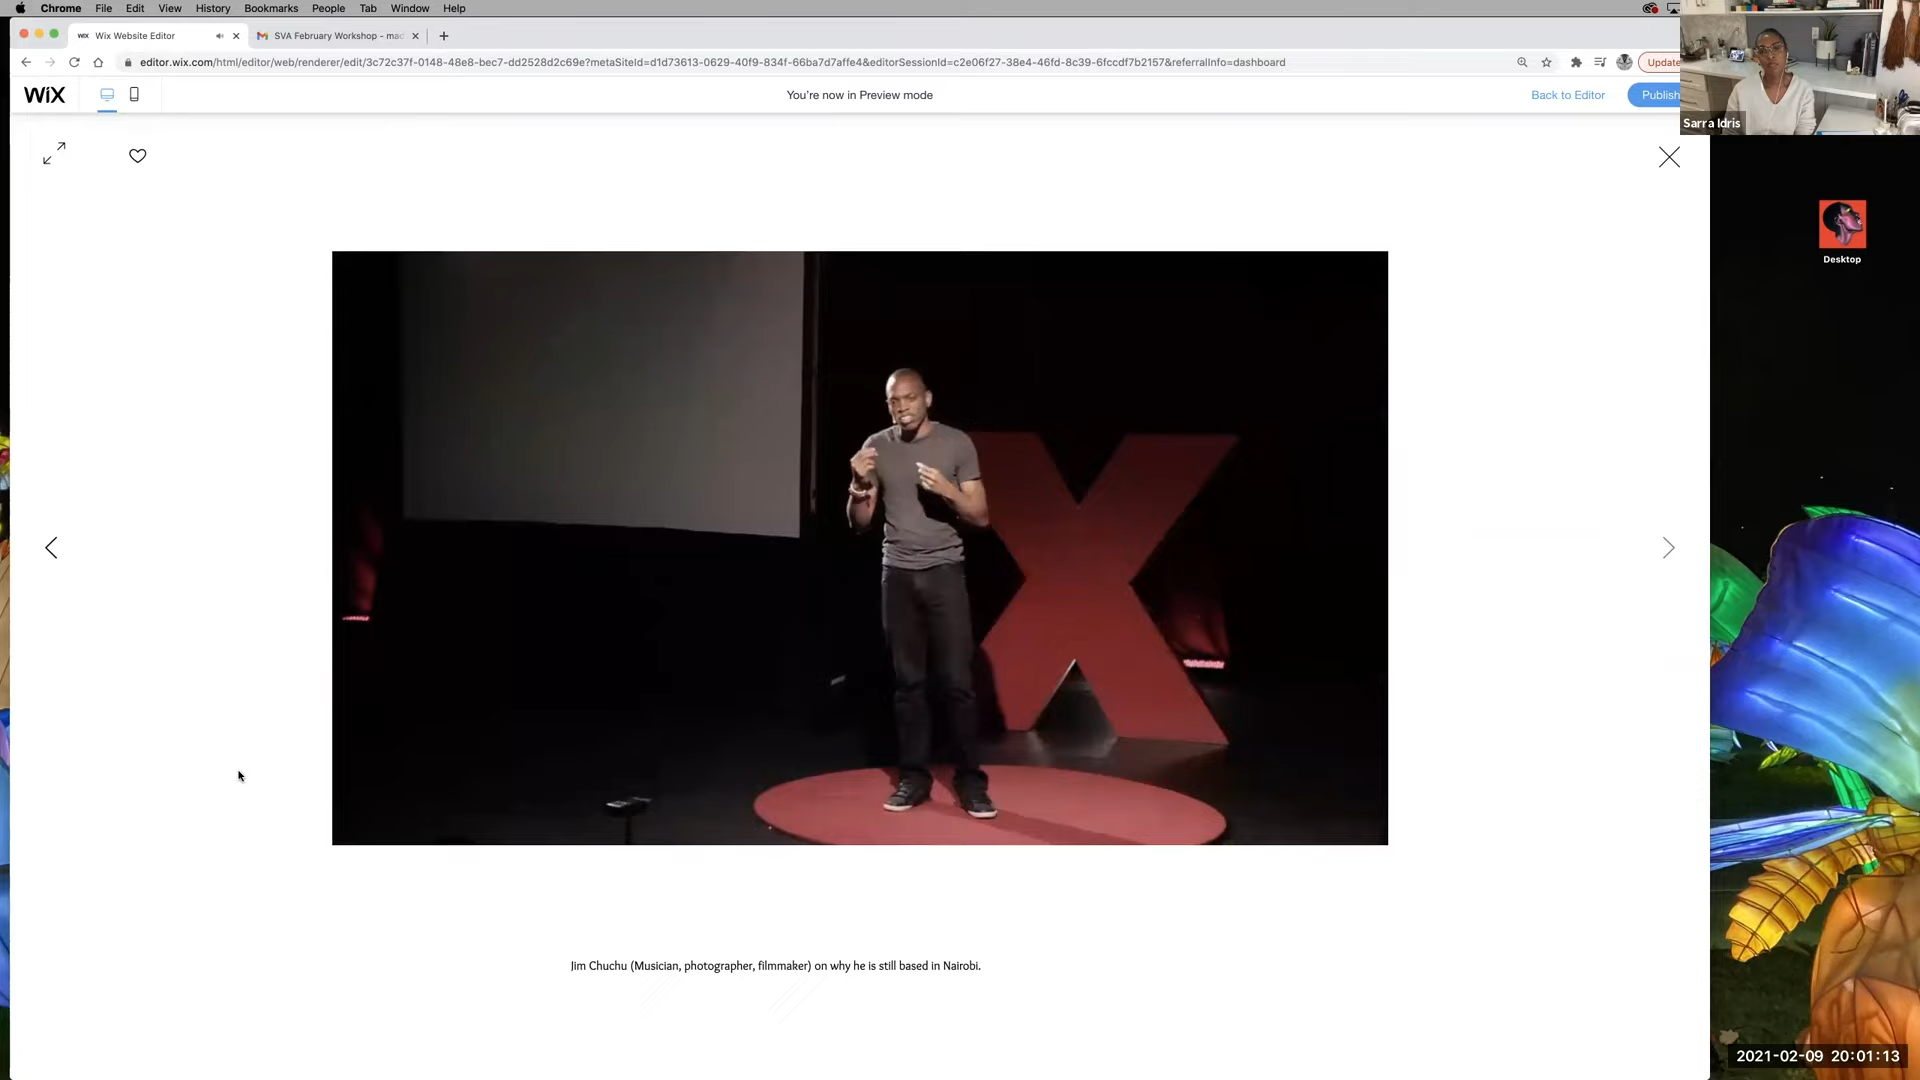 Chrome File Edit View History Bookmarks People Tab Window Help
WiX Wix Website Editor
SVA February Workshop - mad
editor.wix.com/html/editor/web/renderer/edit/3c72c37f-0148-48e8-bec7-dd2528d2c69e?metaSiteId=d1d73613-0629-40f9-834f-66ba7d7affe4&editorSessionId=c2e06f27-38e4-46fd-8c39-6fccdf7b2157&referralInfo=dashboard
Update
WiX
You're now in Preview mode
Back to Editor
Publish
Sarra Idris
Desktop
X
Jim Chuchu (Musician, photographer, filmmaker) on why he is still based in Nairobi.
2021-02-09 20:01:13